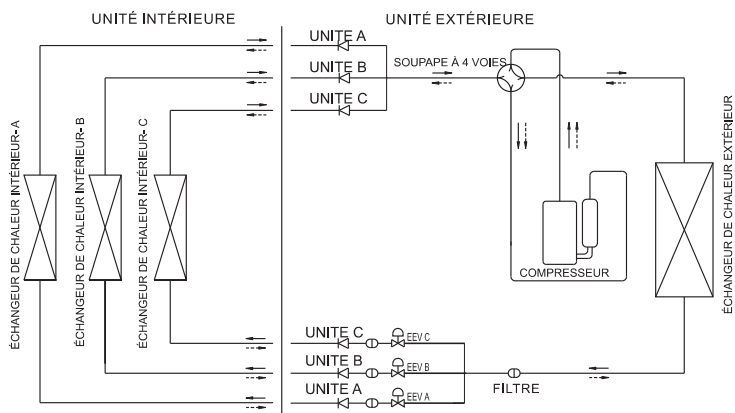 UNITÉ INTÉRIEURE
UNITÉ EXTÉRIEURE
UNITE A
UNITE B
UNITE C
SOUPAPE À 4 VOIES
ÉCHANGEUR DE CHALEUR INTÉRIEUR-A
ÉCHANGEUR DE CHALEUR INTÉRIEUR-B
ÉCHANGEUR DE CHALEUR INTÉRIEUR- C
COMPRESSEUR
ÉCHANGEUR DE CHALEUR EXTÉRIEUR
UNITE C
EEV C
UNITE B
EEV B
UNITE A
EEV A
FILTRE